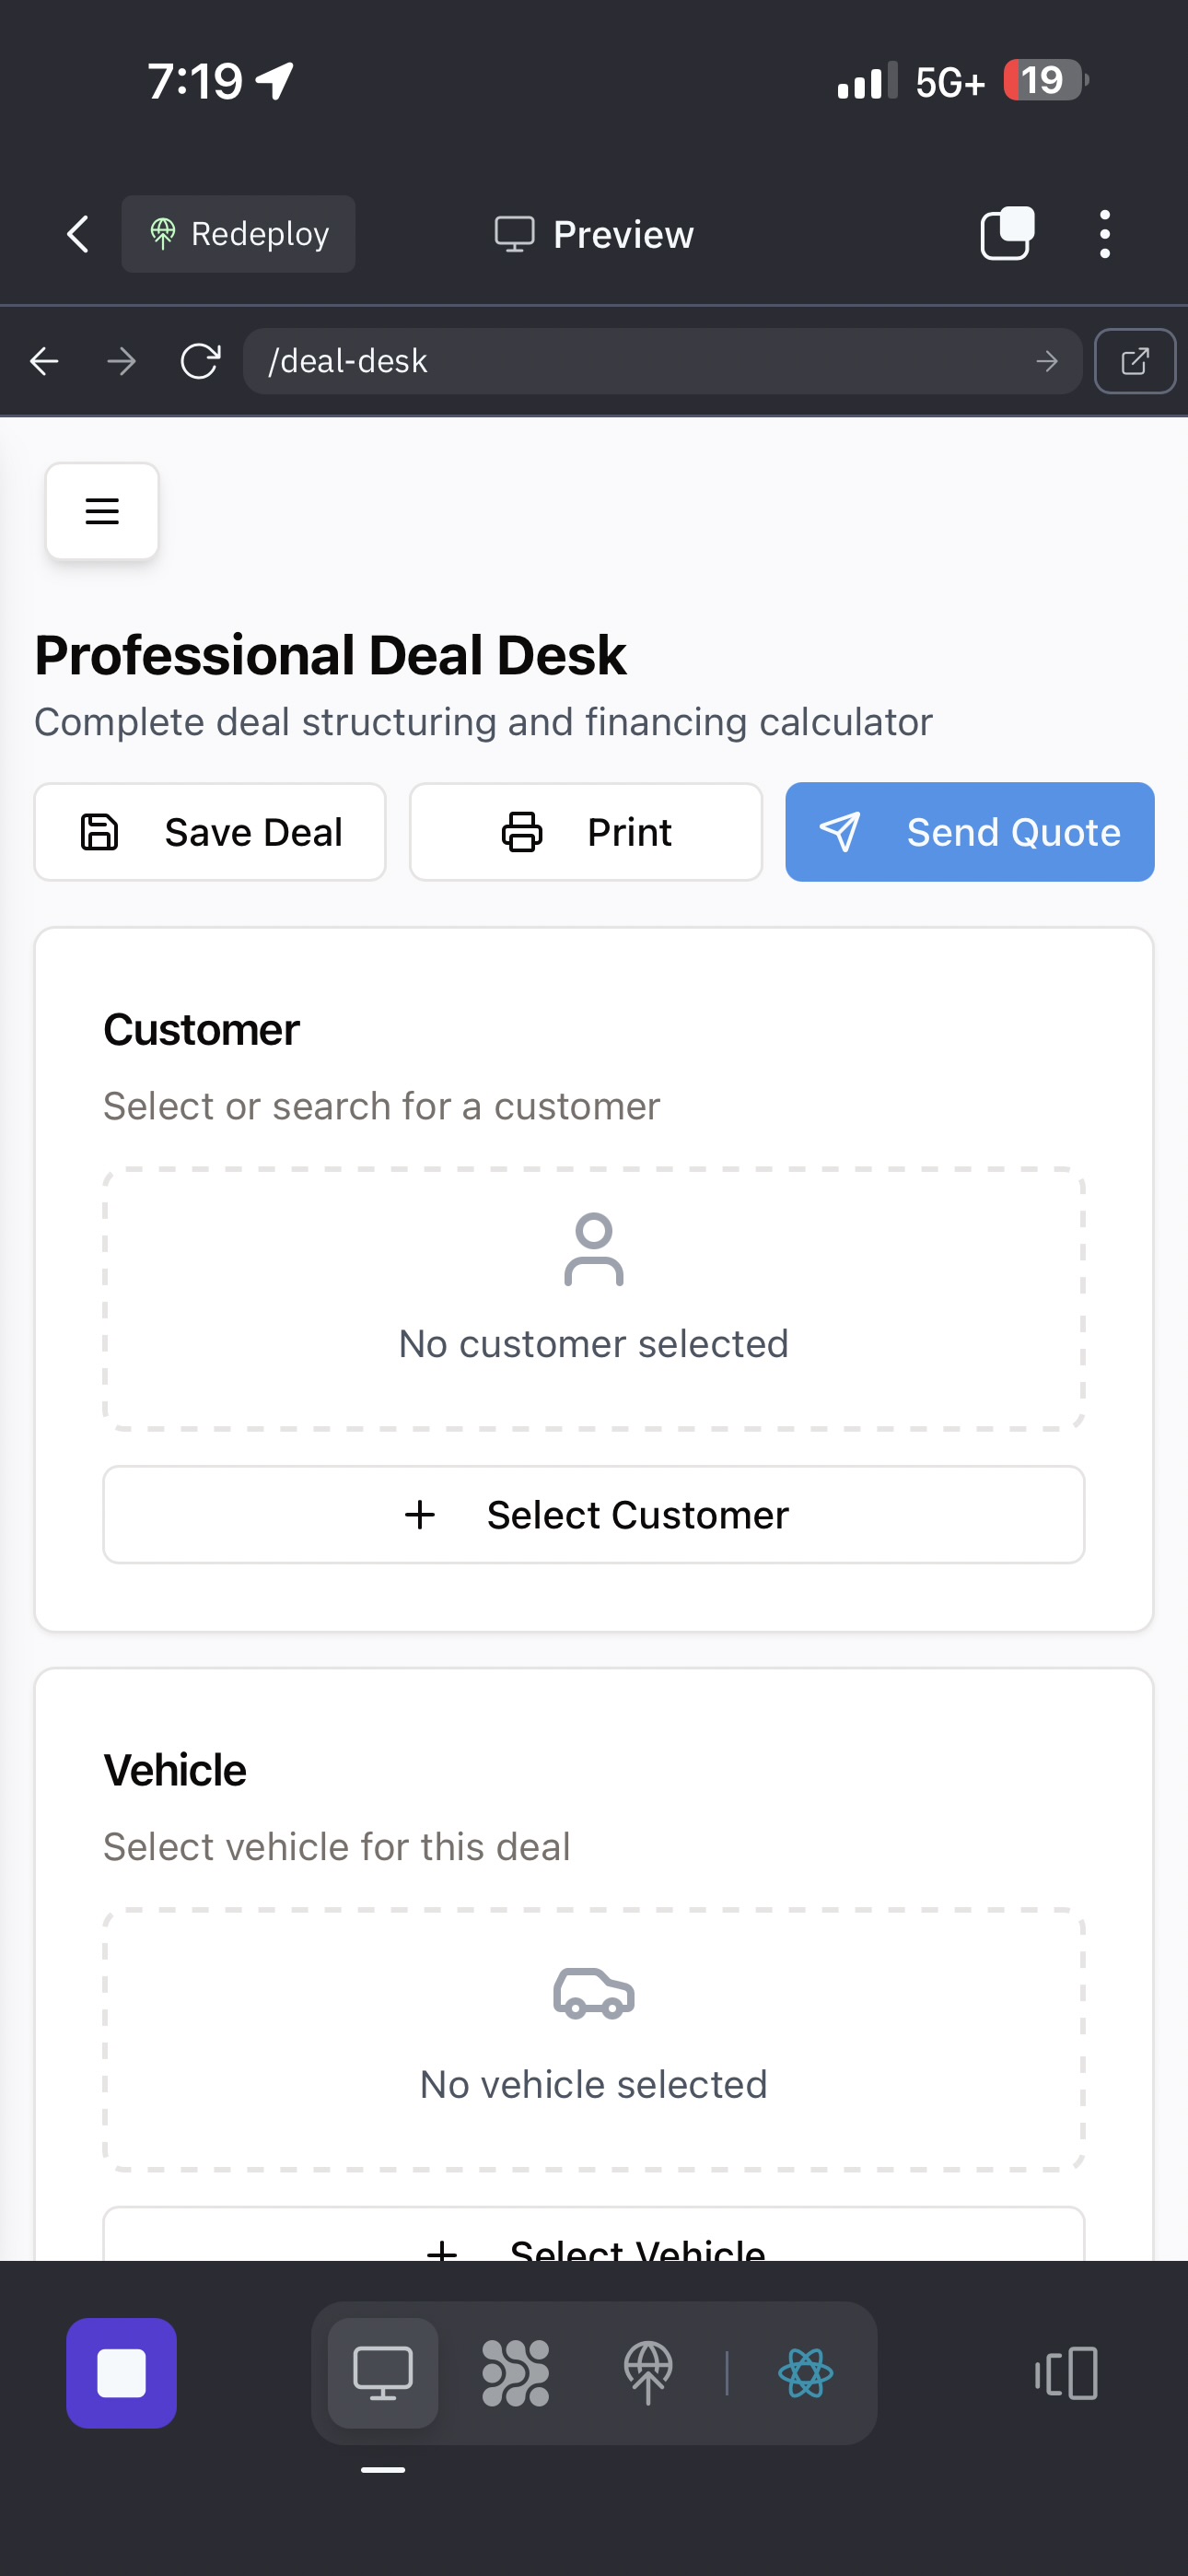 7:19
5G+
19
Redeploy
Preview
/deal-desk
Professional Deal Desk
Complete deal structuring and financing calculator
Save Deal
Print
Send Quote
Customer
Select or search for a customer
No customer selected
Select Customer
Vehicle
Select vehicle for this deal
No vehicle selected
Select Vehicle